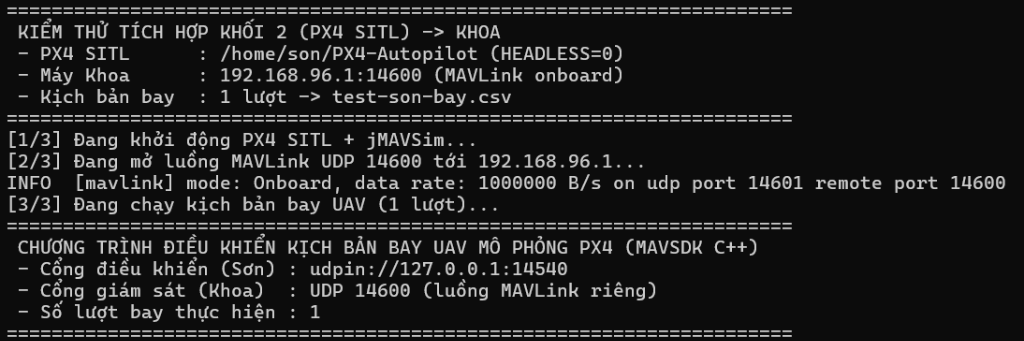 ======================================================================
KIỂM THỬ TÍCH HỢP KHỐI 2 (PX4 SITL) -> KHOA
- PX4 SITL      : /home/son/PX4-Autopilot (HEADLESS=0)
- Máy Khoa      : 192.168.96.1:14600 (MAVLink onboard)
- Kịch bản bay  : 1 lượt -> test-son-bay.csv
======================================================================
[1/3] Đang khởi động PX4 SITL + jMAVSim...
[2/3] Đang mở luồng MAVLink UDP 14600 tới 192.168.96.1...
INFO  [mavlink] mode: Onboard, data rate: 1000000 B/s on udp port 14601 remote port 14600
[3/3] Đang chạy kịch bản bay UAV (1 lượt)...
======================================================================
CHƯƠNG TRÌNH ĐIỀU KHIỂN KỊCH BẢN BAY UAV MÔ PHỎNG PX4 (MAVSDK C++)
- Cổng điều khiển (Sơn) : udpin://127.0.0.1:14540
- Cổng giám sát (Khoa)  : UDP 14600 (luồng MAVLink riêng)
- Số lượt bay thực hiện : 1
======================================================================